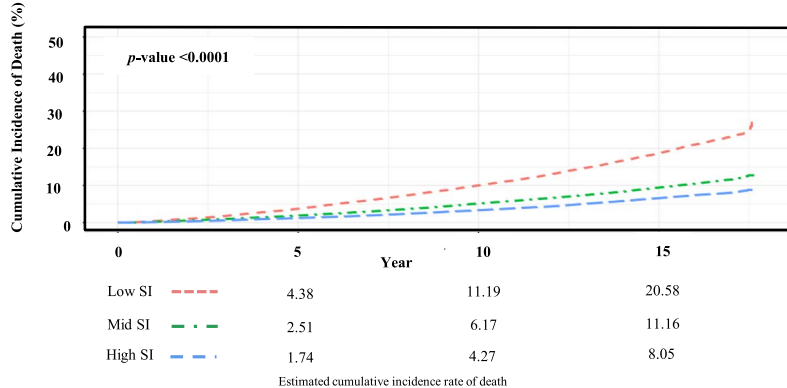 Cumulative Incidence of Death (%)
50
40
30
20
10
0
p-value <0.0001
0 5 10 15
Year
Low SI 4.38 11.19 20.58
Mid SI 2.51 6.17 11.16
High SI 1.74 4.27 8.05
Estimated cumulative incidence rate of death